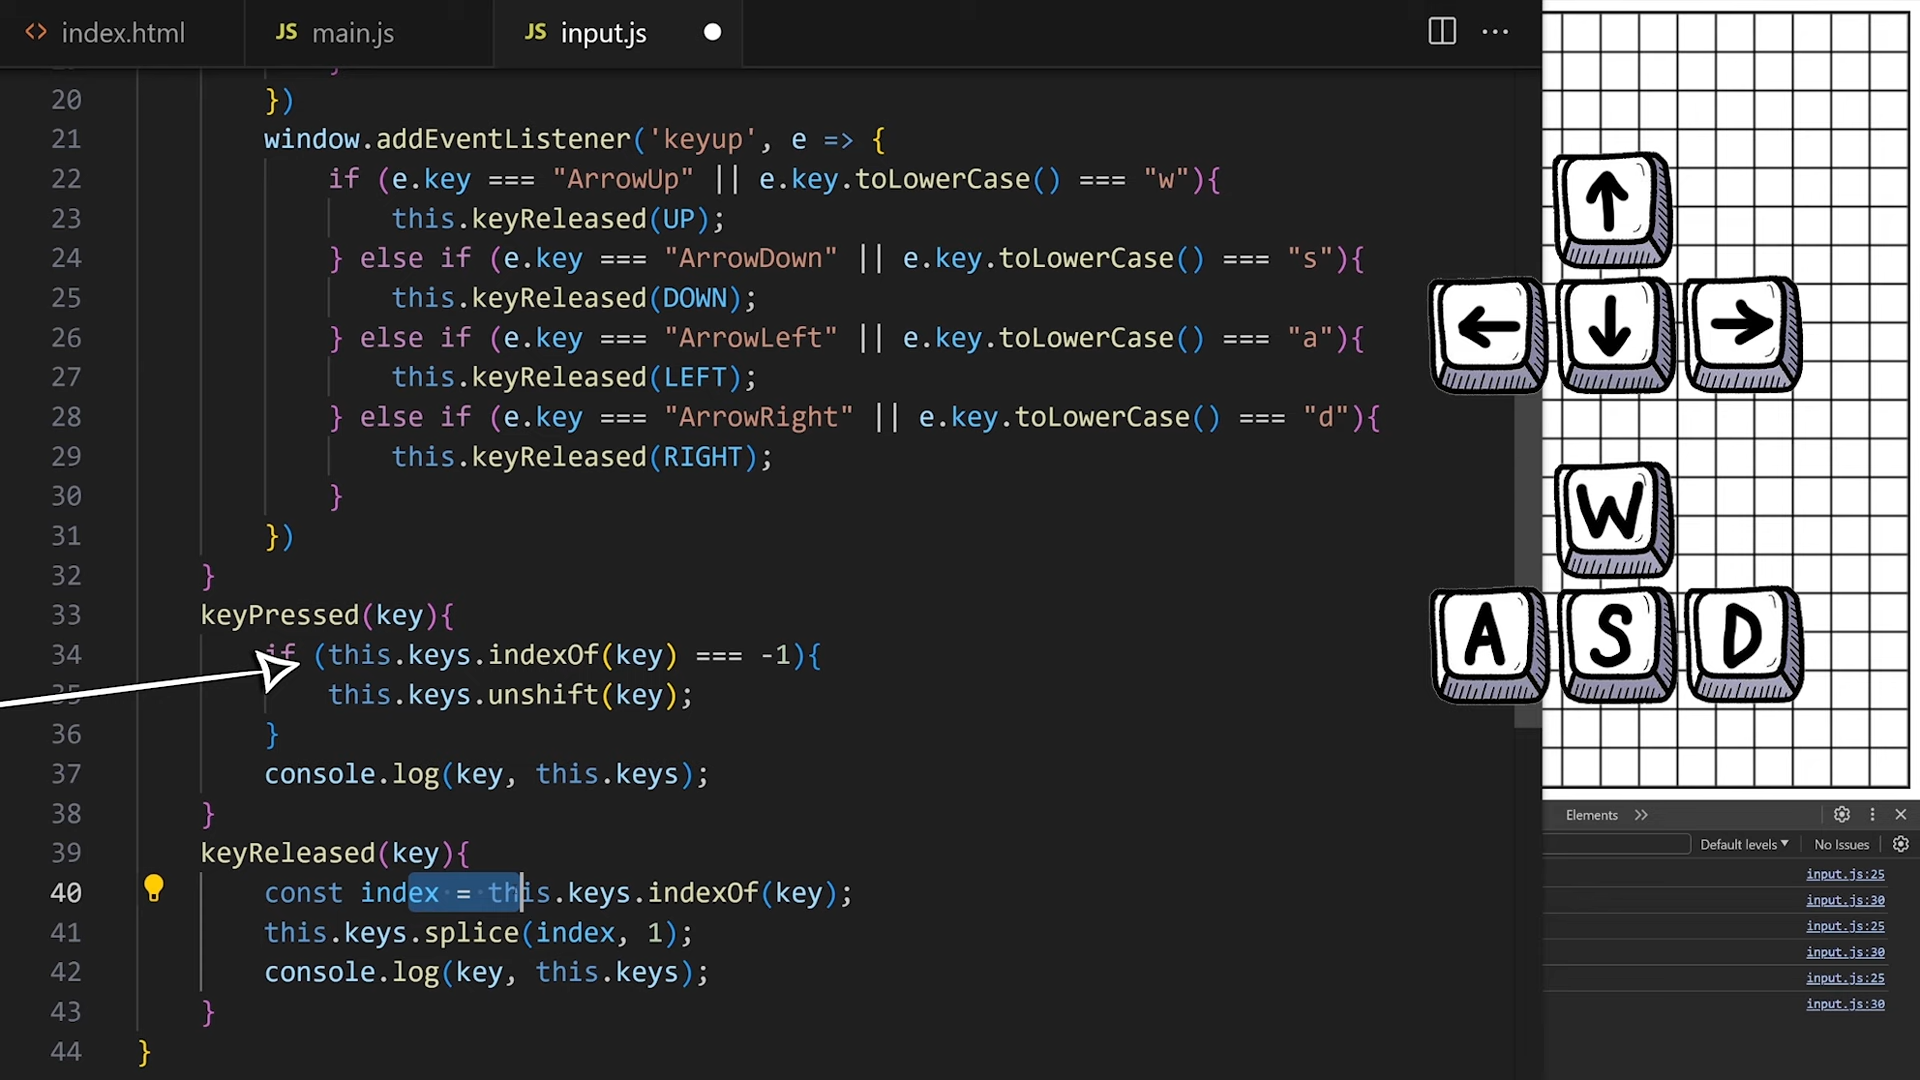 <> index.html JS main.js JS input.js
20 })
21 window.addEventListener('keyup', e => {
22 if (e.key === "ArrowUp" || e.key.toLowerCase() === "w"){
23 this.keyReleased(UP);
24 } else if (e.key === "ArrowDown" || e.key.toLowerCase() === "s"){
25 this.keyReleased(DOWN);
26 } else if (e.key === "ArrowLeft" || e.key.toLowerCase() === "a"){
27 this.keyReleased(LEFT);
28 } else if (e.key === "ArrowRight" || e.key.toLowerCase() === "d"){
29 this.keyReleased(RIGHT);
30 }
31 })
32 }
33 keyPressed(key){
34 if (this.keys.indexOf(key) === -1){
35 this.keys.unshift(key);
36 }
37 console.log(key, this.keys);
38 }
39 keyReleased(key){
40 const index = this.keys.indexOf(key);
41 this.keys.splice(index, 1);
42 console.log(key, this.keys);
43 }
44 }
W
A S D
Elements
Default levels No Issues
input.js:25
input.js:30
input.js:25
input.js:30
input.js:25
input.js:30